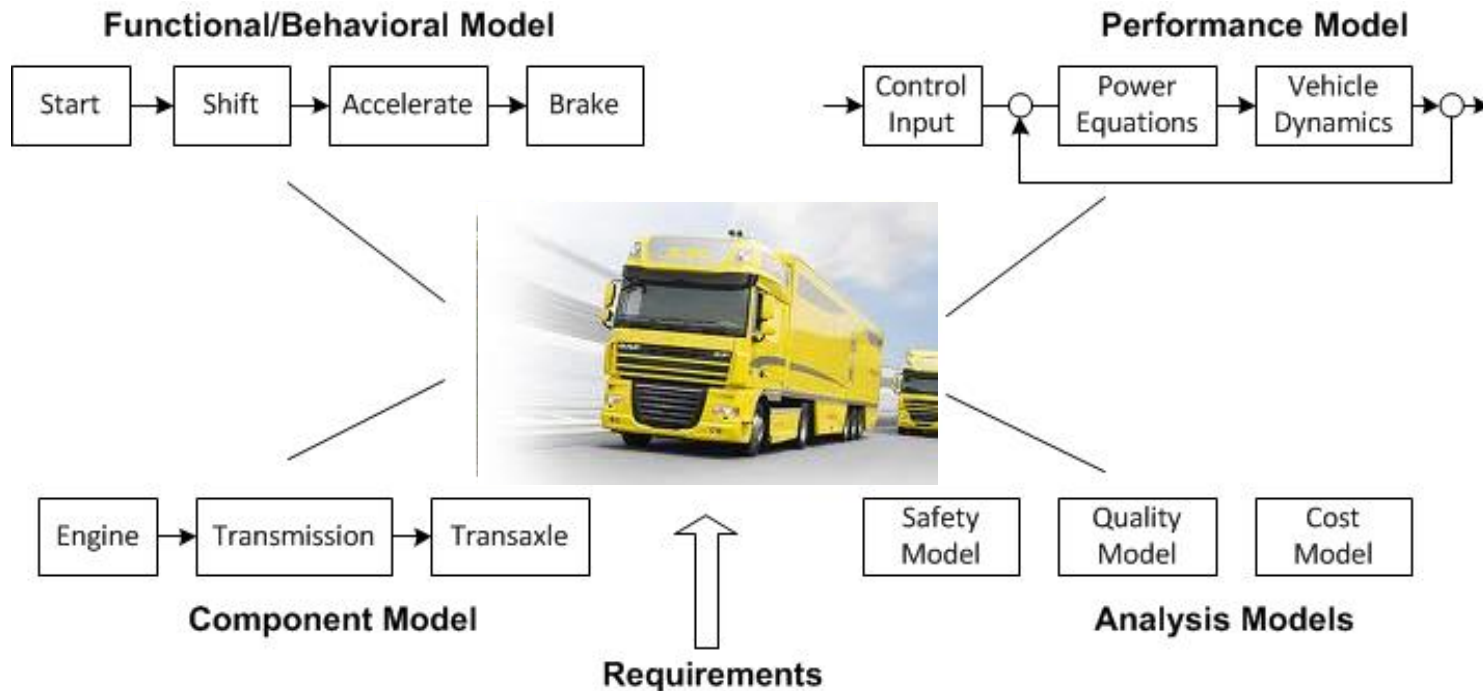 Functional/Behavioral Model
Performance Model
Start
Shift
Accelerate
Brake
Control
Input
Power
Equations
Vehicle
Dynamics
Engine
Transmission
Transaxle
Safety
Model
Quality
Model
Cost
Model
Component Model
Analysis Models
Requirements